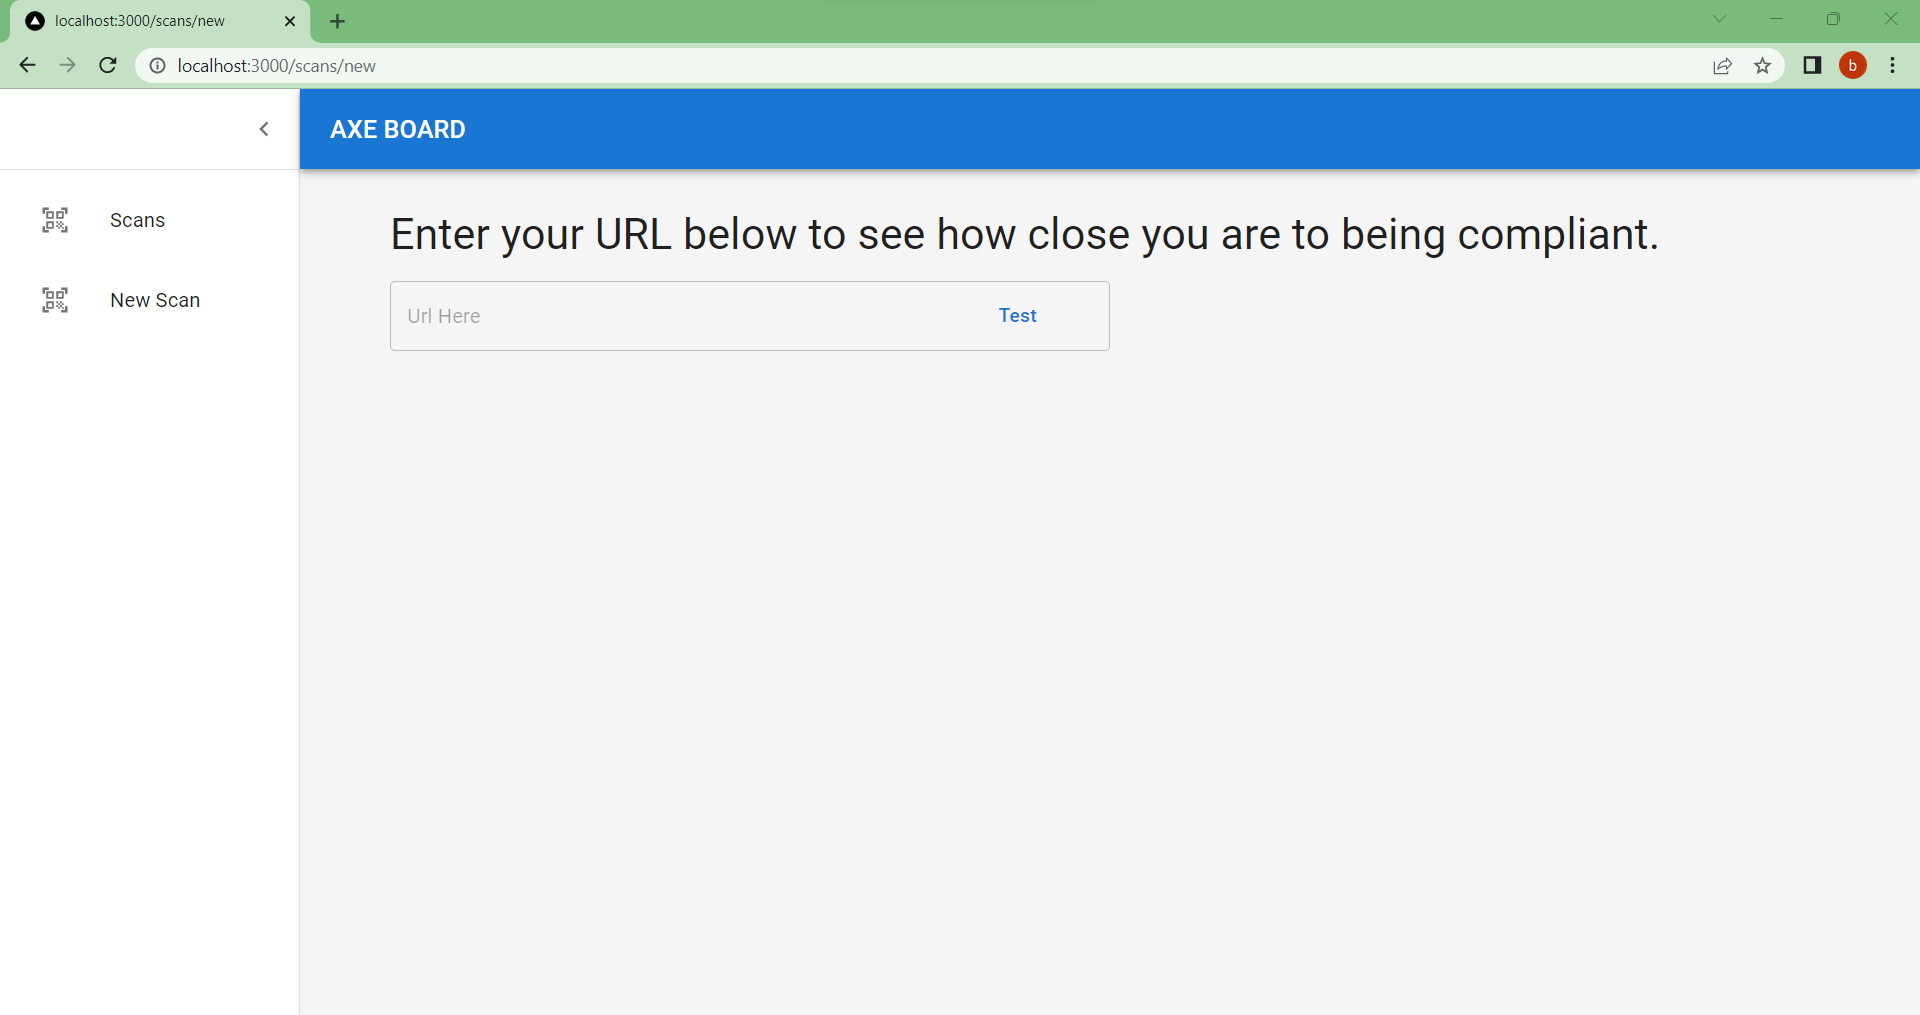 localhost:3000/scans/new
localhost:3000/scans/new
b
AXE BOARD
Scans
New Scan
Enter your URL below to see how close you are to being compliant.
Url Here
Test